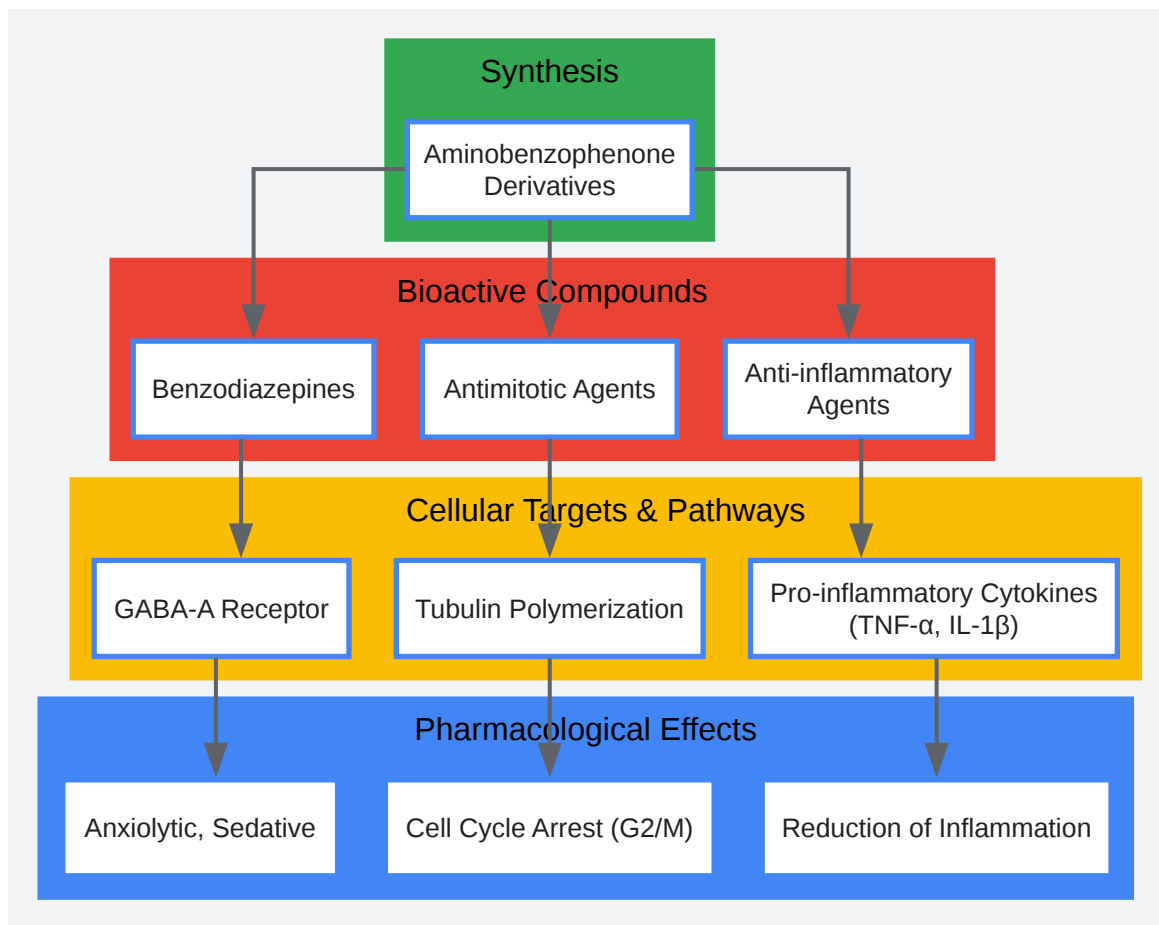 Synthesis
Aminobenzophenone
Derivatives
Bioactive Compounds
Benzodiazepines
Antimitotic Agents
Anti-inflammatory
Agents
Cellular Targets & Pathways
GABA-A Receptor
Tubulin Polymerization
Pro-inflammatory Cytokines
(TNF-α, IL-1β)
Pharmacological Effects
Anxiolytic, Sedative
Cell Cycle Arrest (G2/M)
Reduction of Inflammation